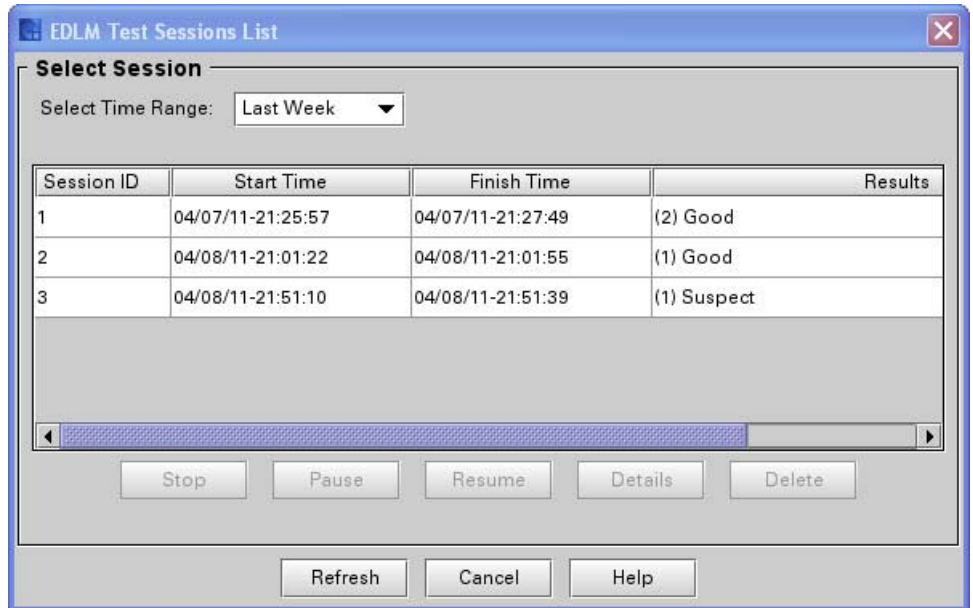 EDLM Test Sessions List
Select Session
Select Time Range: Last Week
Session ID Start Time Finish Time Results
1 04/07/11-21:25:57 04/07/11-21:27:49 (2) Good
2 04/08/11-21:01:22 04/08/11-21:01:55 (1) Good
3 04/08/11-21:51:10 04/08/11-21:51:39 (1) Suspect
Stop Pause Resume Details Delete
Refresh Cancel Help